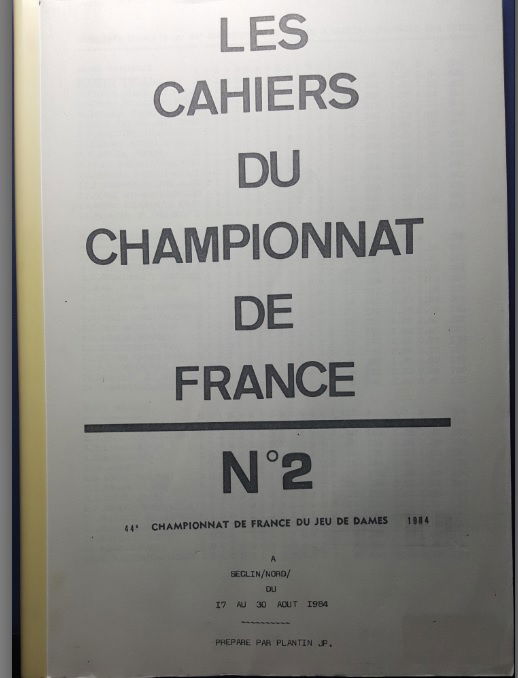 LES
CAHIERS
DU
CHAMPIONNAT
DE
FRANCE
N°2
44e CHAMPIONNAT DE FRANCE DU JEU DE DAMES 1984
A
SECLIN/NORD/
DU
17 AU 30 AOUT 1984
~~~~~~~~~~
PREPARE PAR PLANTIN JP.